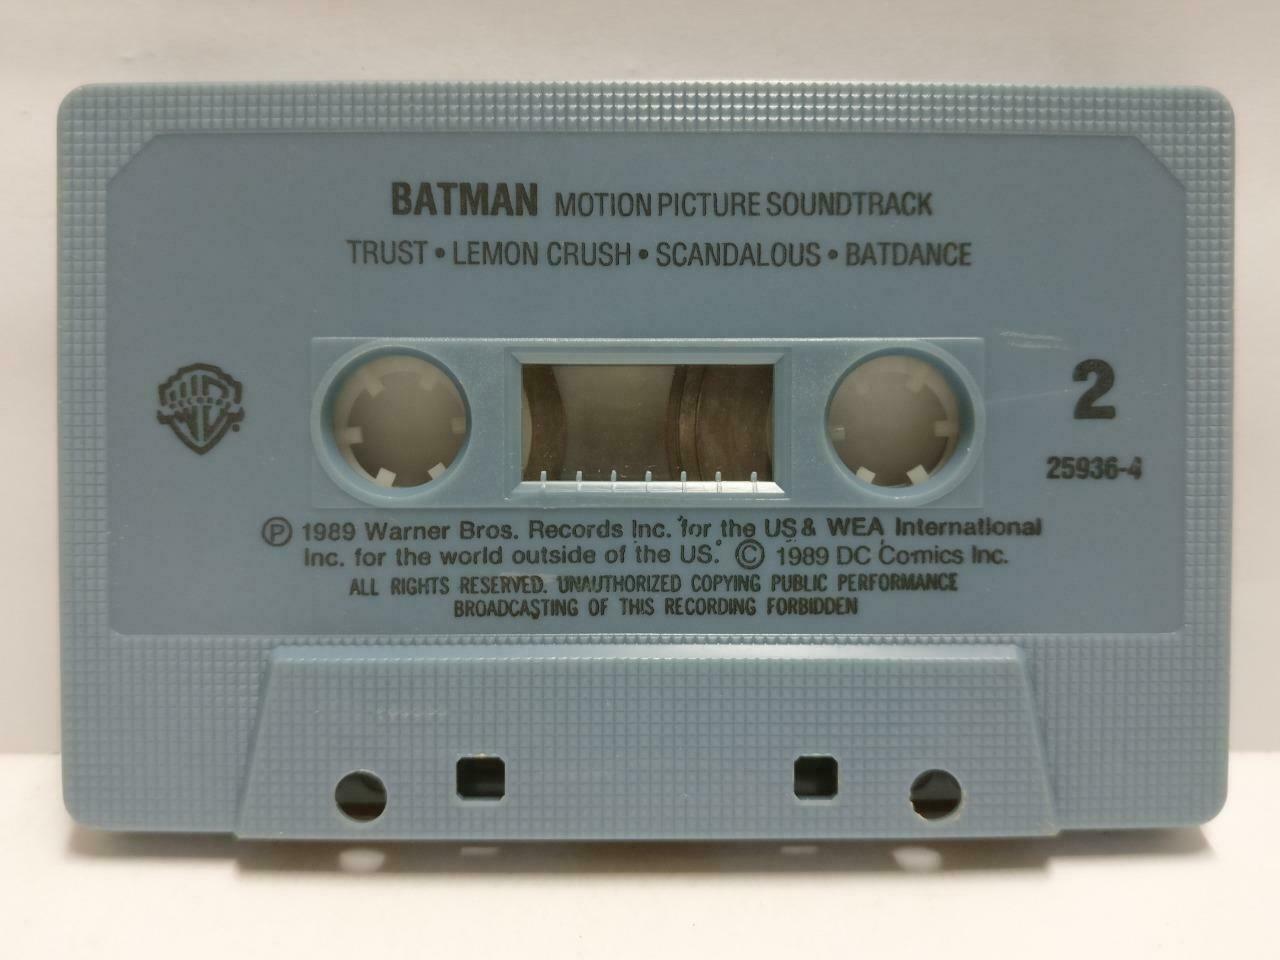 BATMAN MOTION PICTURE SOUNDTRACK
TRUST • LEMON CRUSH • SCANDALOUS • BATDANCE
RECORDS
®
2
25936-4
Ⓟ 1989 Warner Bros. Records Inc. for the US & WEA International
Inc. for the world outside of the US. © 1989 DC Comics Inc.
ALL RIGHTS RESERVED. UNAUTHORIZED COPYING PUBLIC PERFORMANCE
BROADCASTING OF THIS RECORDING FORBIDDEN